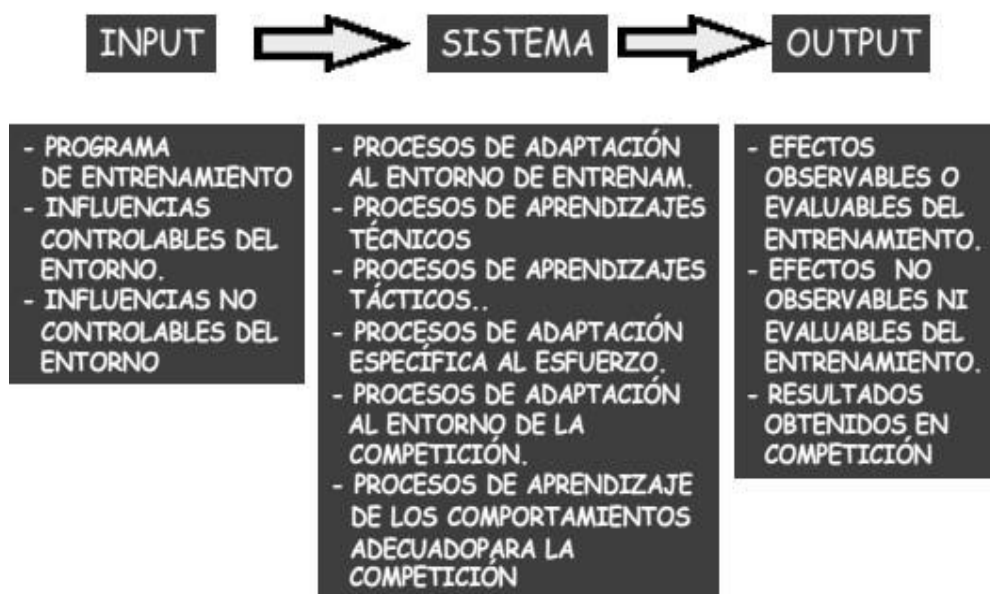 INPUT
SISTEMA
OUTPUT
- PROGRAMA
DE ENTRENAMIENTO
- INFLUENCIAS
CONTROLABLES DEL
ENTORNO.
- INFLUENCIAS NO
CONTROLABLES DEL
ENTORNO
- PROCESOS DE ADAPTACIÓN
AL ENTORNO DE ENTRENAM.
- PROCESOS DE APRENDIZAJES
TÉCNICOS
- PROCESOS DE APRENDIZAJES
TÁCTICOS..
- PROCESOS DE ADAPTACIÓN
ESPECÍFICA AL ESFUERZO.
- PROCESOS DE ADAPTACIÓN
AL ENTORNO DE LA
COMPETICIÓN.
- PROCESOS DE APRENDIZAJE
DE LOS COMPORTAMIENTOS
ADECUADOPARA LA
COMPETICIÓN
- EFECTOS
OBSERVABLES O
EVALUABLES DEL
ENTRENAMIENTO.
- EFECTOS NO
OBSERVABLES NI
EVALUABLES DEL
ENTRENAMIENTO.
- RESULTADOS
OBTENIDOS EN
COMPETICIÓN